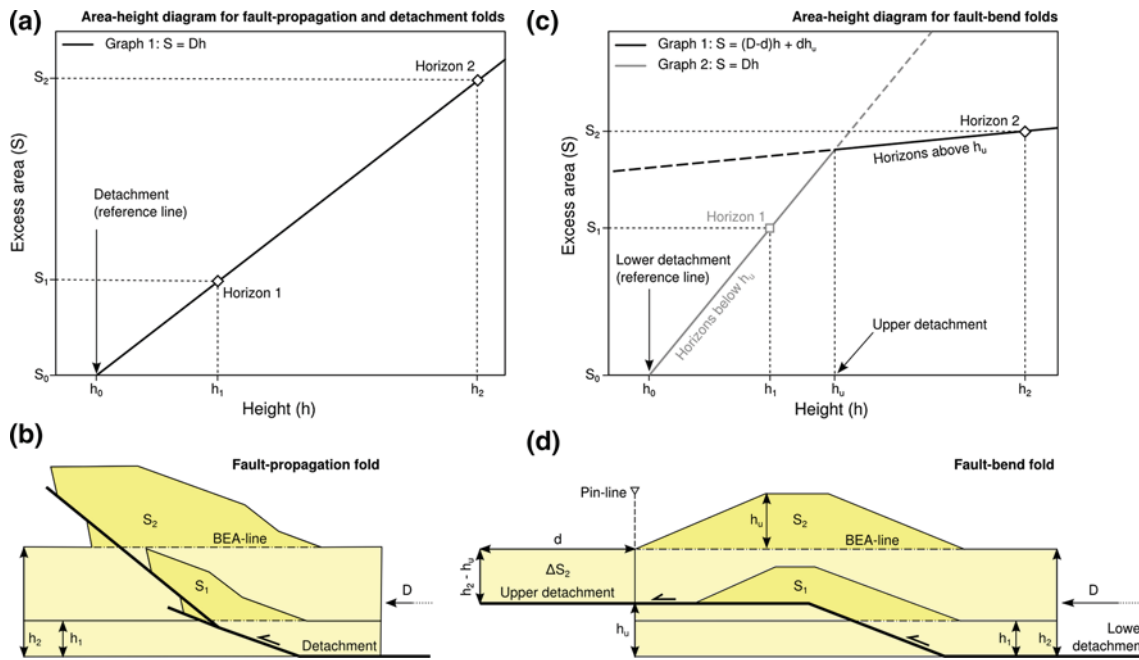 (a)
Area-height diagram for fault-propagation and detachment folds
Graph 1: S = Dh
Excess area (S)
S₂
S₁
S₀
Detachment
(reference line)
Horizon 2
Horizon 1
h₀
h₁
h₂
Height (h)
(c)
Area-height diagram for fault-bend folds
Graph 1: S = (D-d)h + dhᵤ
Graph 2: S = Dh
Excess area (S)
S₂
S₁
S₀
Horizon 2
Horizons above hᵤ
Horizon 1
Lower detachment
(reference line)
Horizons below hᵤ
Upper detachment
h₀
h₁
hᵤ
h₂
Height (h)
(b)
Fault-propagation fold
S₂
BEA-line
S₁
D
h₂
h₁
Detachment
(d)
Fault-bend fold
Pin-line
d
hᵤ
S₂
BEA-line
h₂ - hᵤ
ΔS₂
Upper detachment
S₁
D
hᵤ
h₁
h₂
Lower
detachment